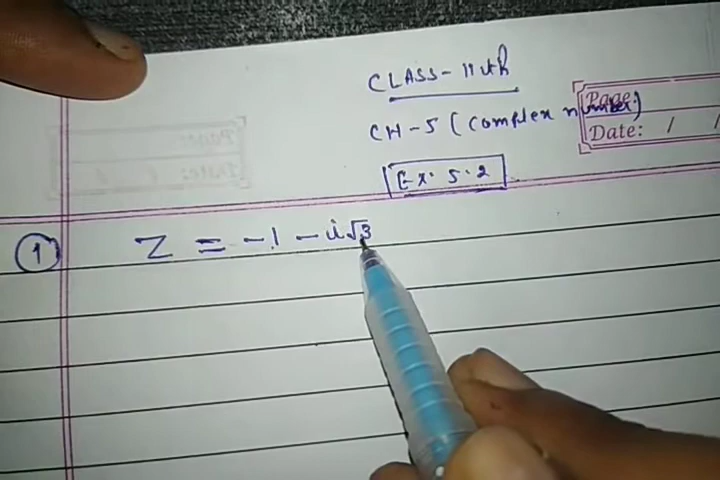 CLASS-11th
CH-5 (Complex number)
Page:
Date: / /
Ex. 5.2
① Z = -1 - i√3